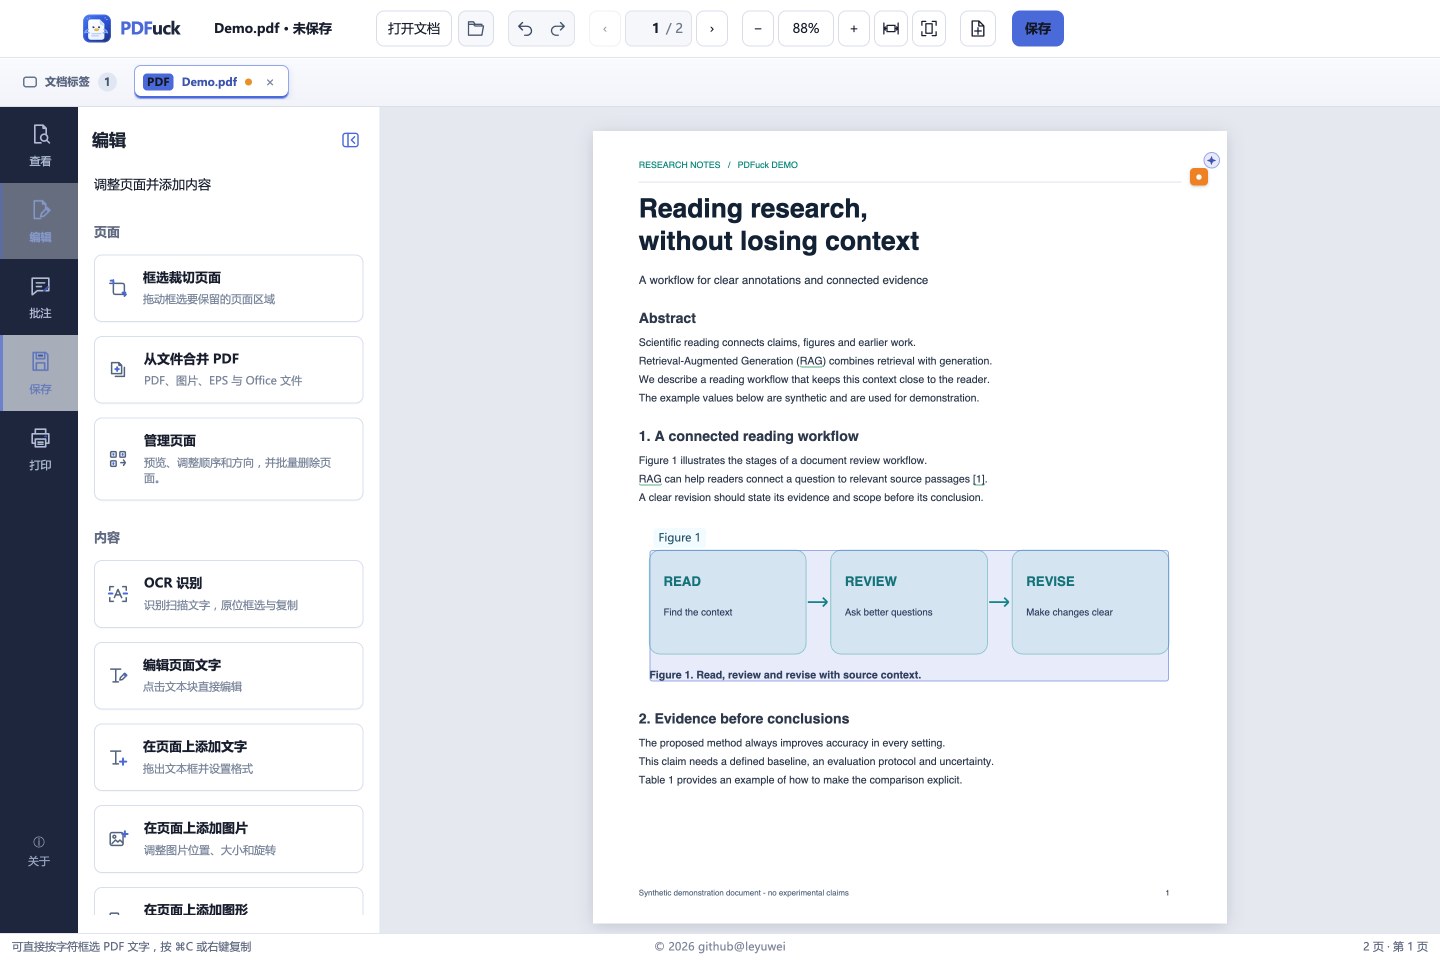 PDFuck
Demo.pdf • 未保存
打开文档
‹
1 / 2
›
−
88%
+
保存
文档标签 1
PDF Demo.pdf ×
查看
编辑
批注
保存
打印
关于
编辑
调整页面并添加内容
页面
框选裁切页面
拖动框选要保留的页面区域
从文件合并 PDF
PDF、图片、EPS 与 Office 文件
管理页面
预览、调整顺序和方向，并批量删除页
面。
内容
OCR 识别
识别扫描文字，原位框选与复制
编辑页面文字
点击文本块直接编辑
在页面上添加文字
拖出文本框并设置格式
在页面上添加图片
调整图片位置、大小和旋转
在页面上添加图形
RESEARCH NOTES / PDFuck DEMO
Reading research,
without losing context
A workflow for clear annotations and connected evidence
Abstract
Scientific reading connects claims, figures and earlier work.
Retrieval-Augmented Generation (RAG) combines retrieval with generation.
We describe a reading workflow that keeps this context close to the reader.
The example values below are synthetic and are used for demonstration.
1. A connected reading workflow
Figure 1 illustrates the stages of a document review workflow.
RAG can help readers connect a question to relevant source passages [1].
A clear revision should state its evidence and scope before its conclusion.
Figure 1
READ
Find the context
REVIEW
Ask better questions
REVISE
Make changes clear
Figure 1. Read, review and revise with source context.
2. Evidence before conclusions
The proposed method always improves accuracy in every setting.
This claim needs a defined baseline, an evaluation protocol and uncertainty.
Table 1 provides an example of how to make the comparison explicit.
Synthetic demonstration document - no experimental claims
1
可直接按字符框选 PDF 文字，按 ⌘C 或右键复制
© 2026 github@leyuwei
2 页 · 第 1 页